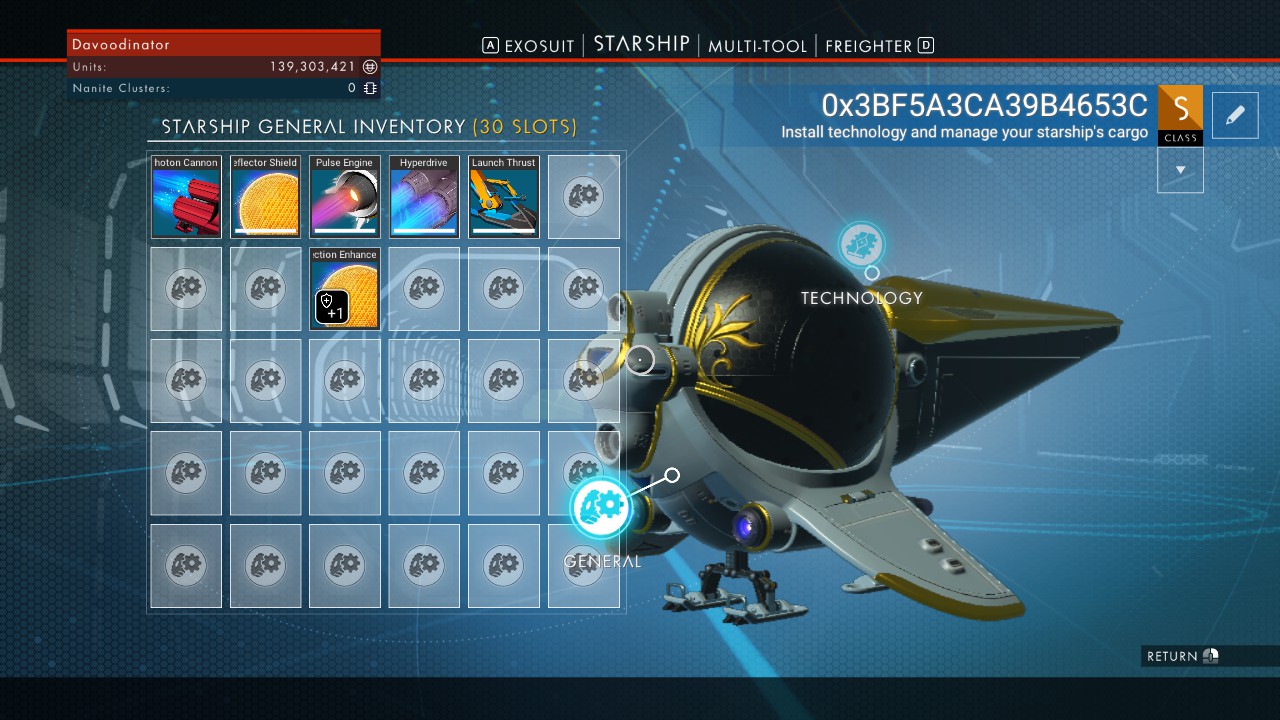 Davoodinator
Units: 139,303,421
Nanite Clusters: 0
A EXOSUIT STARSHIP MULTI-TOOL FREIGHTER D
0x3BF5A3CA39B4653C
Install technology and manage your starship's cargo
S
CLASS
STARSHIP GENERAL INVENTORY (30 SLOTS)
hoton Cannon eflector Shield Pulse Engine Hyperdrive Launch Thrust
ction Enhance
+1
TECHNOLOGY
GENERAL
RETURN